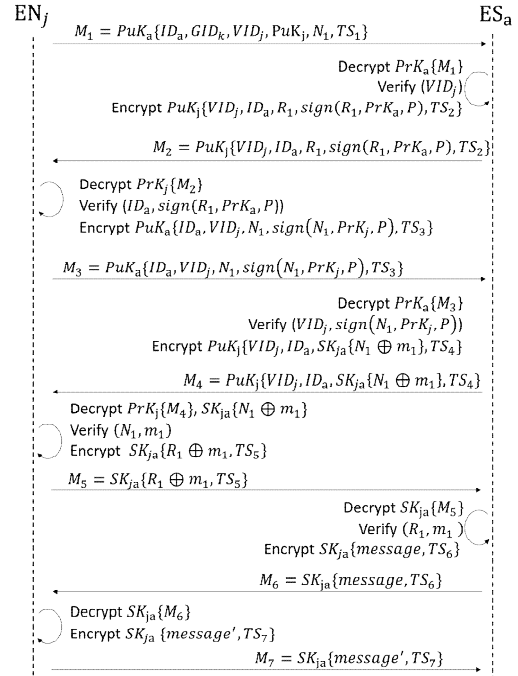 EN_j ES_a
M_1 = PuK_a{ID_a, GID_k, VID_j, PuK_j, N_1, TS_1}
Decrypt PrK_a{M_1}
Verify (VID_j)
Encrypt PuK_j{VID_j, ID_a, R_1, sign(R_1, PrK_a, P), TS_2}
M_2 = PuK_j{VID_j, ID_a, R_1, sign(R_1, PrK_a, P), TS_2}
Decrypt PrK_j{M_2}
Verify (ID_a, sign(R_1, PrK_a, P))
Encrypt PuK_a{ID_a, VID_j, N_1, sign(N_1, PrK_j, P), TS_3}
M_3 = PuK_a{ID_a, VID_j, N_1, sign(N_1, PrK_j, P), TS_3}
Decrypt PrK_a{M_3}
Verify (VID_j, sign(N_1, PrK_j, P))
Encrypt PuK_j{VID_j, ID_a, SK_ja{N_1 ⊕ m_1}, TS_4}
M_4 = PuK_j{VID_j, ID_a, SK_ja{N_1 ⊕ m_1}, TS_4}
Decrypt PrK_j{M_4}, SK_ja{N_1 ⊕ m_1}
Verify (N_1, m_1)
Encrypt SK_ja{R_1 ⊕ m_1, TS_5}
M_5 = SK_ja{R_1 ⊕ m_1, TS_5}
Decrypt SK_ja{M_5}
Verify (R_1, m_1 )
Encrypt SK_ja{message, TS_6}
M_6 = SK_ja{message, TS_6}
Decrypt SK_ja{M_6}
Encrypt SK_ja {message′, TS_7}
M_7 = SK_ja{message′, TS_7}